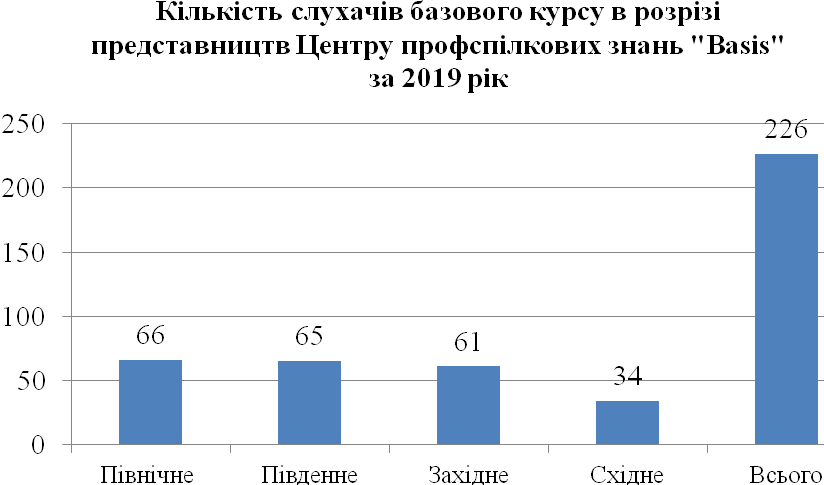 Кількість слухачів базового курсу в розрізі
представництв Центру профспілкових знань "Basis"
за 2019 рік
250
200
150
100
50
0
66
65
61
34
226
Північне
Південне
Західне
Східне
Всього